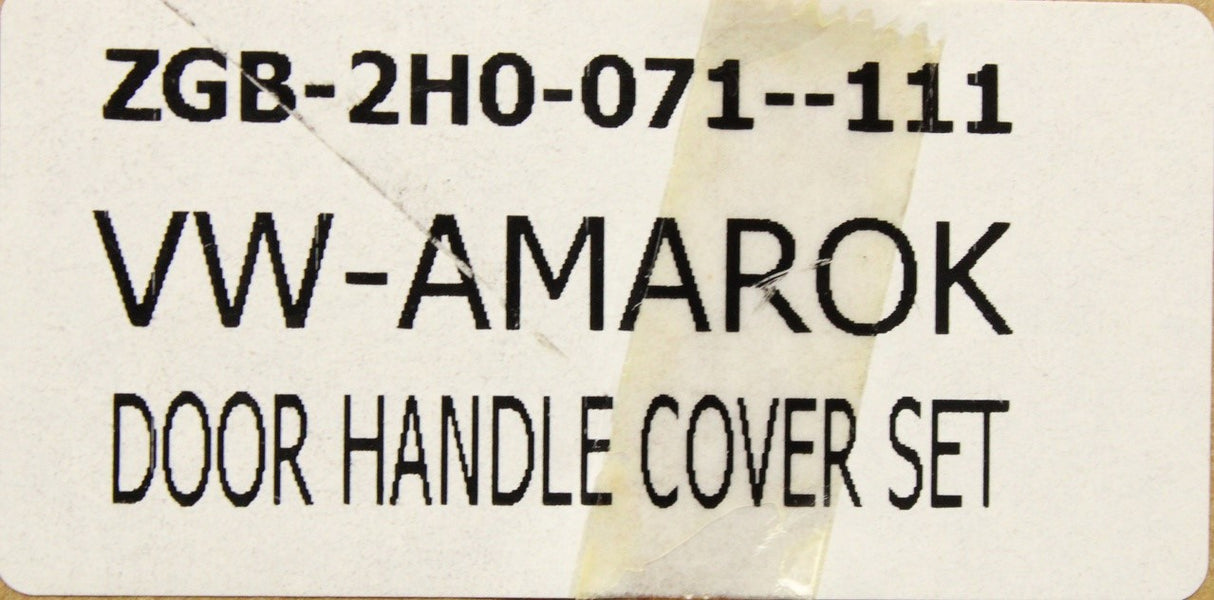 ZGB-2H0-071--111
VW-AMAROK
DOOR HANDLE COVER SET